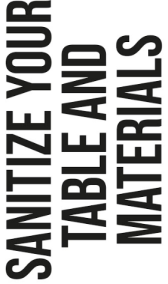 SANITIZE YOUR
TABLE AND
MATERIALS